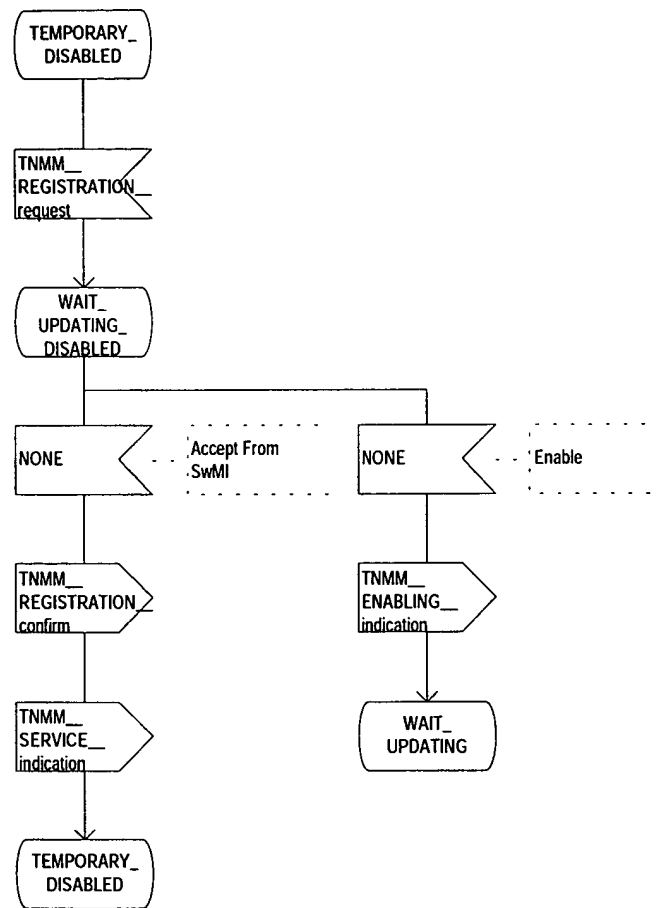 TEMPORARY_
DISABLED
TNMM__
REGISTRATION__
request
WAIT_
UPDATING_
DISABLED
NONE
Accept From
SwMI
NONE
Enable
TNMM__
REGISTRATION__
confirm
TNMM__
ENABLING__
indication
TNMM__
SERVICE__
indication
WAIT_
UPDATING
TEMPORARY_
DISABLED